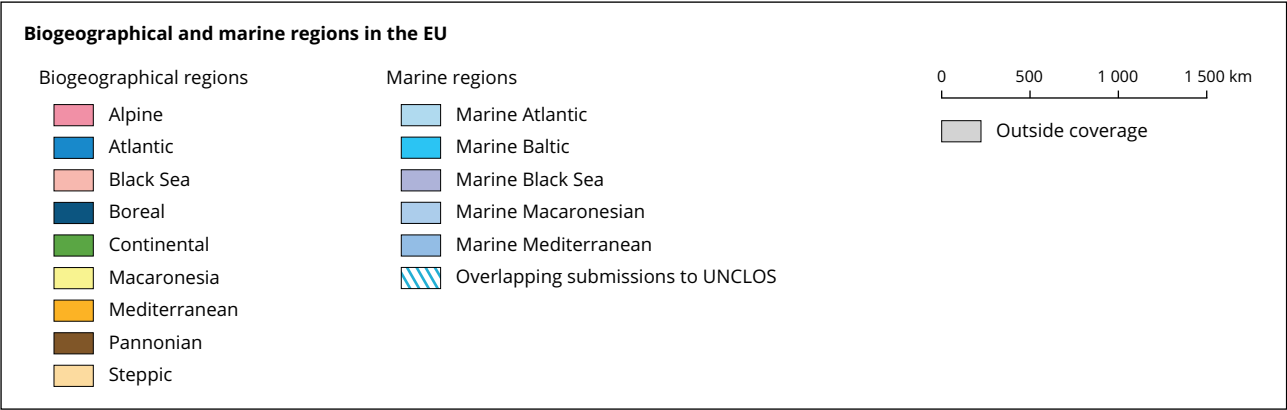 Biogeographical and marine regions in the EU
Biogeographical regions
Alpine
Atlantic
Black Sea
Boreal
Continental
Macaronesia
Mediterranean
Pannonian
Steppic
Marine regions
Marine Atlantic
Marine Baltic
Marine Black Sea
Marine Macaronesian
Marine Mediterranean
Overlapping submissions to UNCLOS
0 500 1 000 1 500 km
Outside coverage